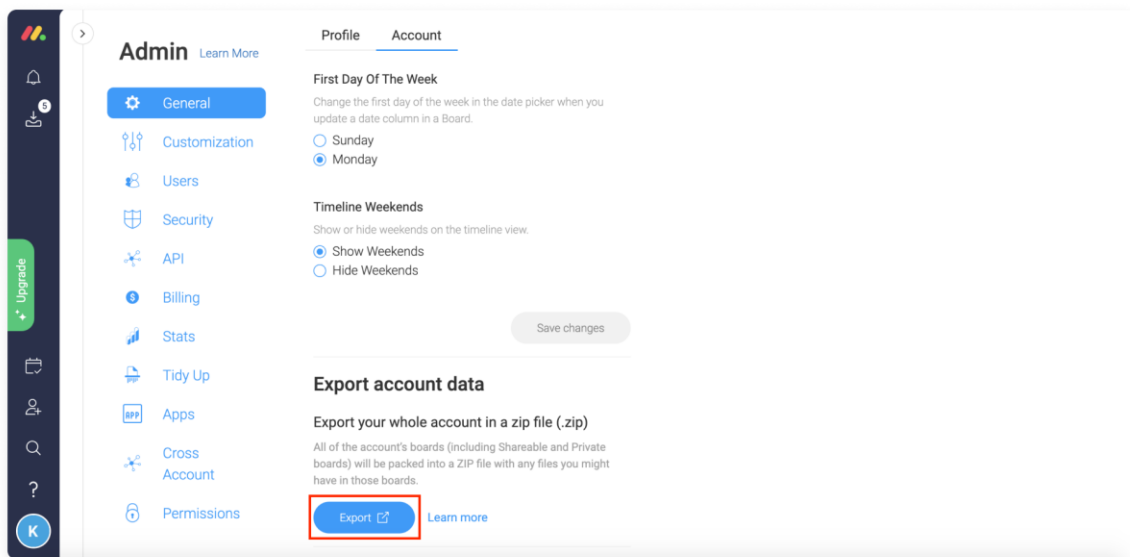 Admin Learn More
General
Customization
Users
Security
API
Billing
Stats
Tidy Up
APP Apps
Cross
Account
Permissions
5
Upgrade
?
K
Profile Account
First Day Of The Week
Change the first day of the week in the date picker when you
update a date column in a Board.
Sunday
Monday
Timeline Weekends
Show or hide weekends on the timeline view.
Show Weekends
Hide Weekends
Save changes
Export account data
Export your whole account in a zip file (.zip)
All of the account's boards (including Shareable and Private
boards) will be packed into a ZIP file with any files you might
have in those boards.
Export Learn more